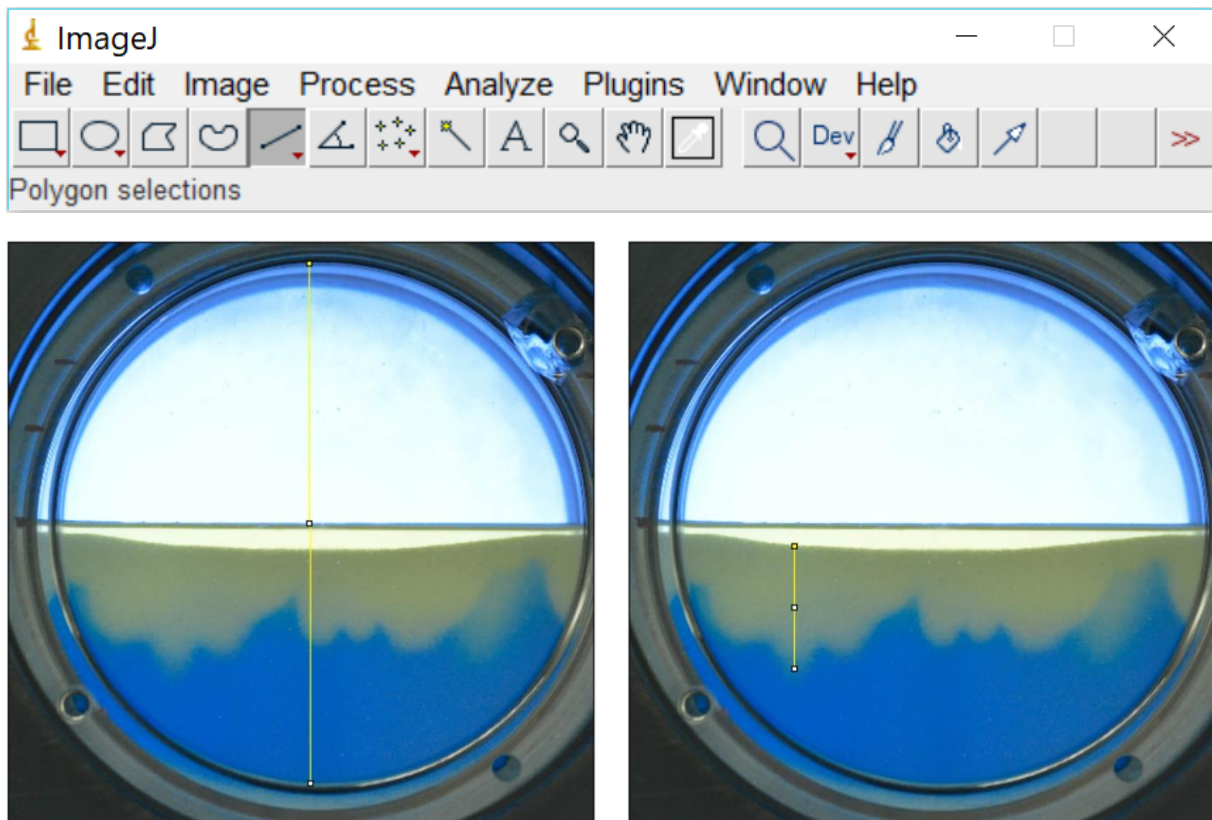 ImageJ
File Edit Image Process Analyze Plugins Window Help
A Dev >>
Polygon selections